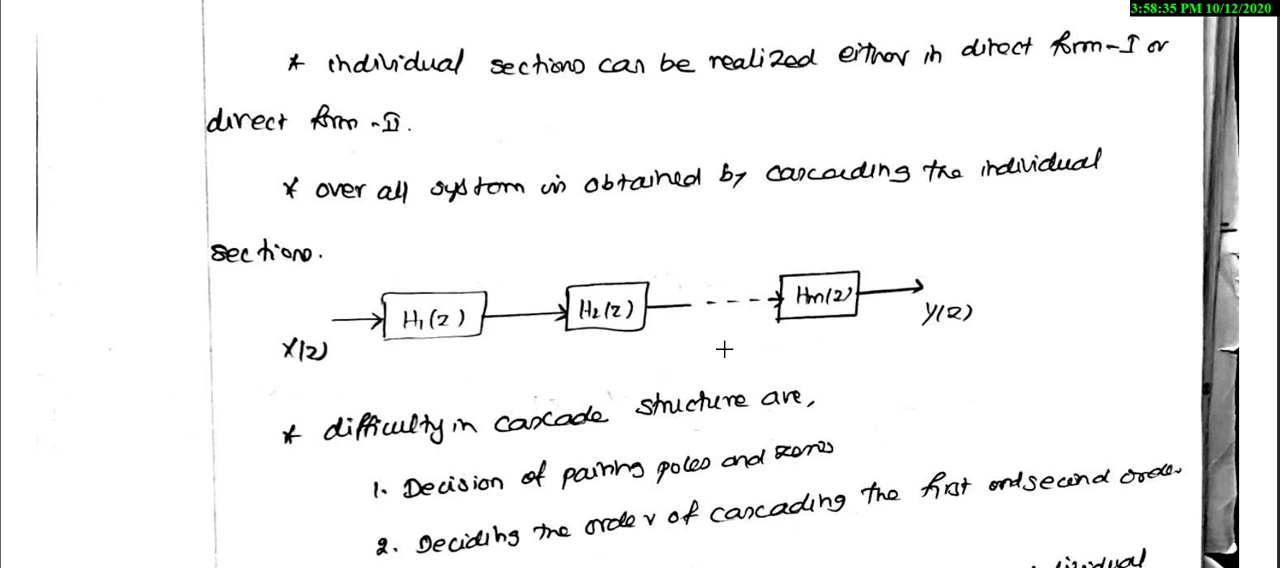 3:58:35 PM 10/12/2020
* individual sections can be realized either in direct form-I or
direct form-II.
* over all system is obtained by cascading the individual
sections.
X(z) H₁(z) H₂(z) Hm(z) Y(z)
* difficulty in cascade structure are,
1. Decision of pairing poles and zeros
2. Deciding the order of cascading the first and second order
individual